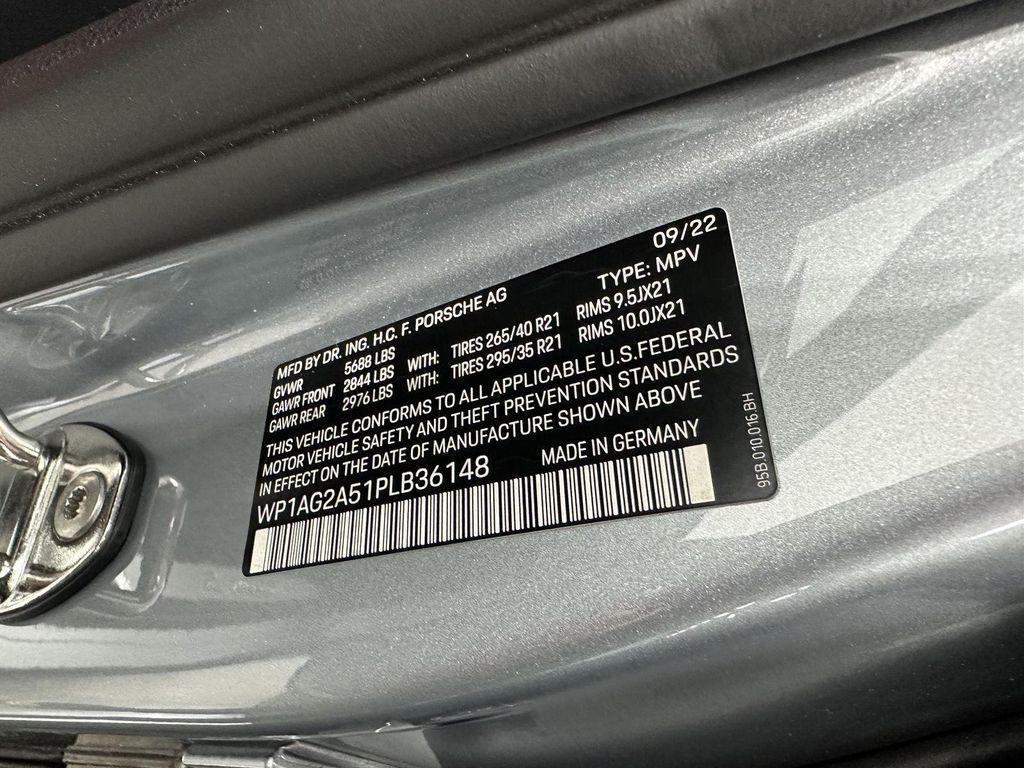 09/22
MFD BY DR. ING. H.C. F. PORSCHE AG TYPE: MPV
GVWR 5688 LBS
GAWR FRONT 2844 LBS WITH: TIRES 265/40 R21 RIMS 9.5JX21
GAWR REAR 2976 LBS WITH: TIRES 295/35 R21 RIMS 10.0JX21
THIS VEHICLE CONFORMS TO ALL APPLICABLE U.S.FEDERAL
MOTOR VEHICLE SAFETY AND THEFT PREVENTION STANDARDS
IN EFFECT ON THE DATE OF MANUFACTURE SHOWN ABOVE
WP1AG2A51PLB36148 MADE IN GERMANY
95B.010.016.BH